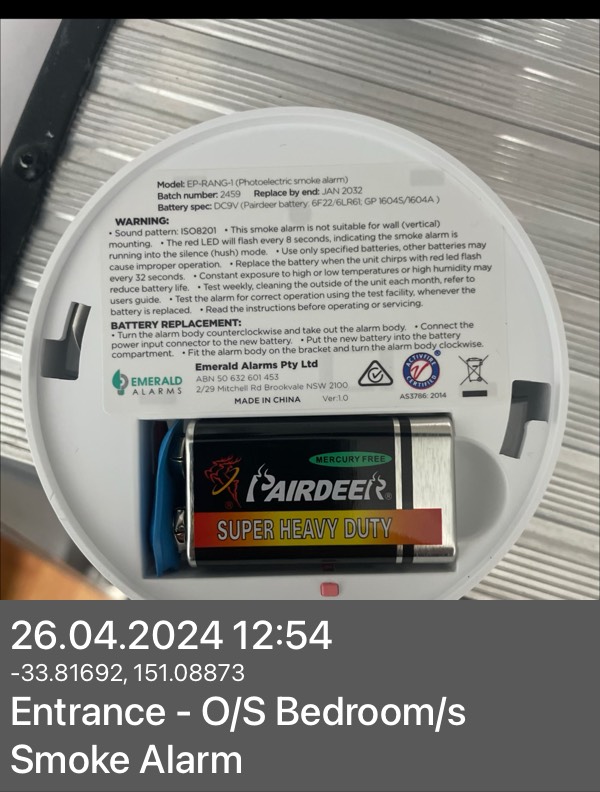 Model: EP-RANG-1 (Photoelectric smoke alarm)
Batch number: 2459 Replace by end: JAN 2032
Battery spec: DC9V (Pairdeer battery: 6F22/6LR61; GP 1604S/1604A )
WARNING:
• Sound pattern: ISO8201 • This smoke alarm is not suitable for wall (vertical)
mounting. • The red LED will flash every 8 seconds, indicating the smoke alarm is
running into the silence (hush) mode. • Use only specified batteries, other batteries may
cause improper operation. • Replace the battery when the unit chirps with red led flash
every 32 seconds. • Constant exposure to high or low temperatures or high humidity may
reduce battery life. • Test weekly, cleaning the outside of the unit each month, refer to
users guide. • Test the alarm for correct operation using the test facility, whenever the
battery is replaced. • Read the instructions before operating or servicing.
BATTERY REPLACEMENT:
• Turn the alarm body counterclockwise and take out the alarm body. • Connect the
power input connector to the new battery. • Put the new battery into the battery
compartment. • Fit the alarm body on the bracket and turn the alarm body clockwise.
EMERALD
ALARMS
Emerald Alarms Pty Ltd
ABN 50 632 601 453
2/29 Mitchell Rd Brookvale NSW 2100
MADE IN CHINA Ver:1.0
ACTIVFIRE
CERTIFIED
AS3786: 2014
MERCURY FREE
PAIRDEER®
SUPER HEAVY DUTY
26.04.2024 12:54
-33.81692, 151.08873
Entrance - O/S Bedroom/s
Smoke Alarm